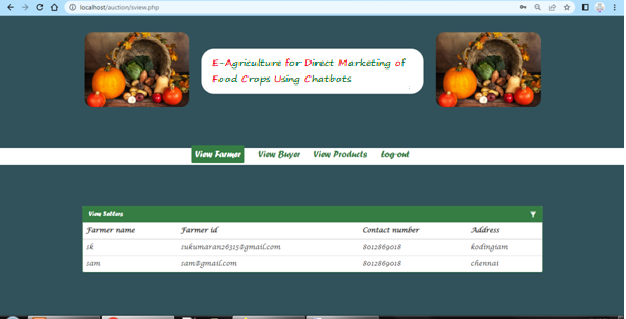 localhost/auction/sview.php
E-Agriculture for Direct Marketing of
Food Crops Using Chatbots
View Farmer View Buyer View Products Log out
View Sellers
Farmer name Farmer id Contact number Address
sk sukumaran26315@gmail.com 8012869018 kodingiam
sam sam@gmail.com 8012869018 chennai